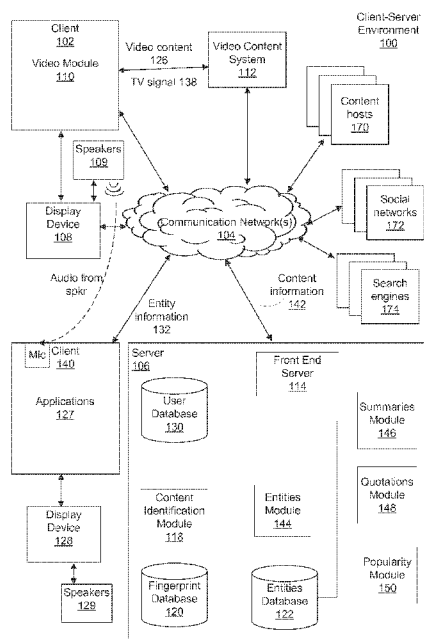 Client-Server
Environment
100
Client
102
Video Module
110
Video content
126
TV signal 138
Video Content
System
112
Content
hosts
170
Speakers
109
Display
Device
108
Communication Network(s)
104
Social
networks
172
Search
engines
174
Audio from
spkr
Entity
information
132
Content
information
142
Mic
Client
140
Applications
127
Display
Device
128
Speakers
129
Server
106
Front End
Server
114
User
Database
130
Summaries
Module
146
Content
Identification
Module
118
Entities
Module
144
Quotations
Module
148
Fingerprint
Database
120
Entities
Database
122
Popularity
Module
150